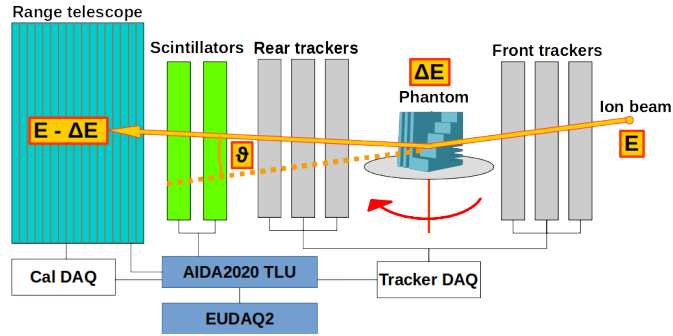 Range telescope
Scintillators
Rear trackers
ΔE
Phantom
Front trackers
Ion beam
E
E - ΔE
ϑ
Cal DAQ
AIDA2020 TLU
Tracker DAQ
EUDAQ2